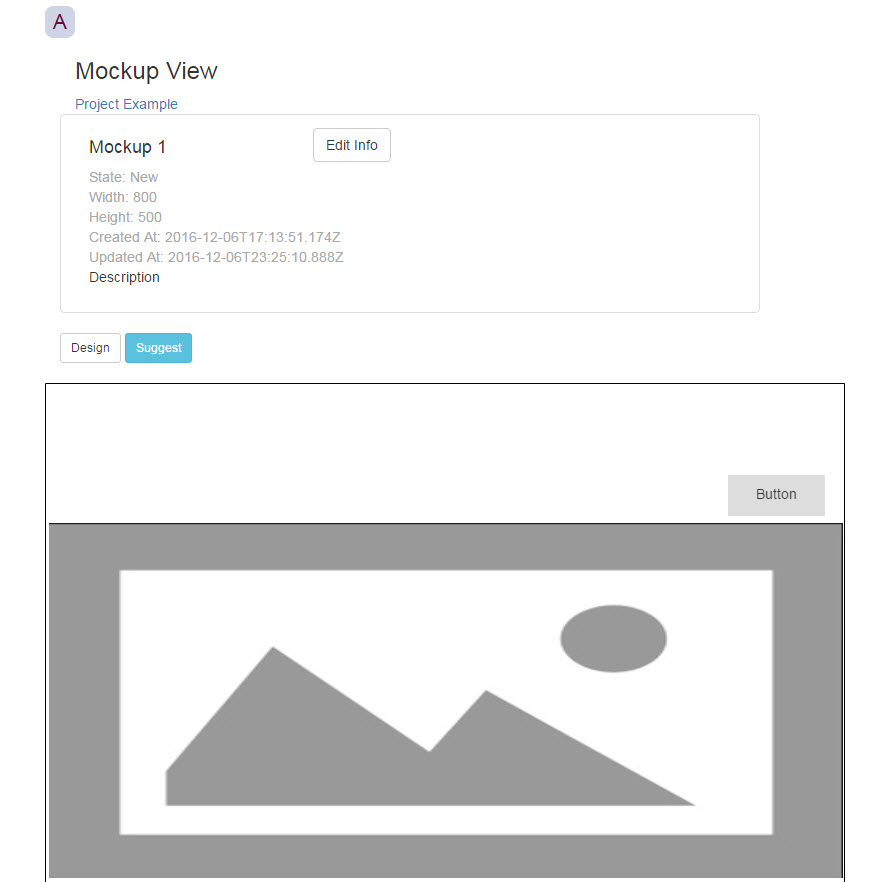 A
Mockup View
Project Example
Mockup 1
Edit Info
State: New
Width: 800
Height: 500
Created At: 2016-12-06T17:13:51.174Z
Updated At: 2016-12-06T23:25:10.888Z
Description
Design Suggest
Button